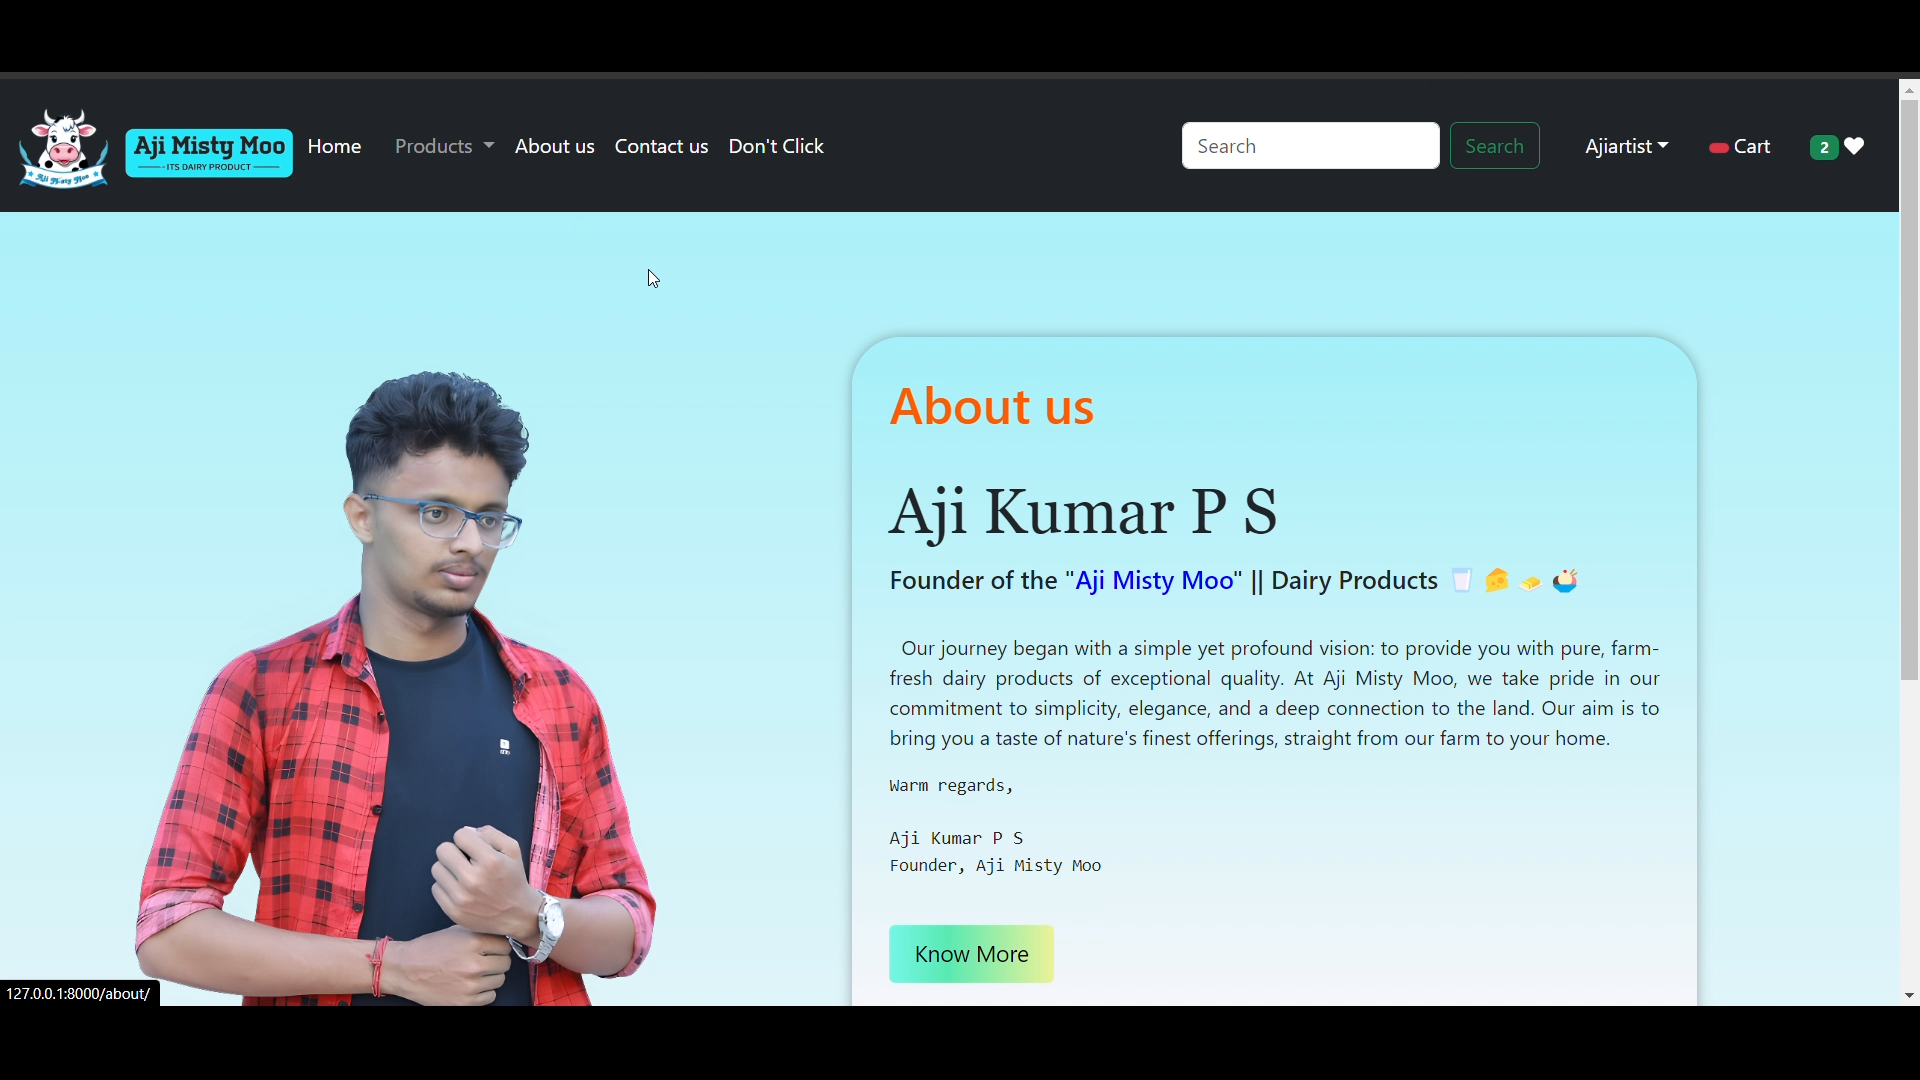 Aji Misty Moo
ITS DAIRY PRODUCT
Home
Products
About us
Contact us
Don't Click
Search
Search
Ajiartist
Cart
2
About us
Aji Kumar P S
Founder of the "Aji Misty Moo" || Dairy Products 🥛 🧀 🧈 🍨
Our journey began with a simple yet profound vision: to provide you with pure, farm-
fresh dairy products of exceptional quality. At Aji Misty Moo, we take pride in our
commitment to simplicity, elegance, and a deep connection to the land. Our aim is to
bring you a taste of nature's finest offerings, straight from our farm to your home.
Warm regards,
Aji Kumar P S
Founder, Aji Misty Moo
Know More
127.0.0.1:8000/about/